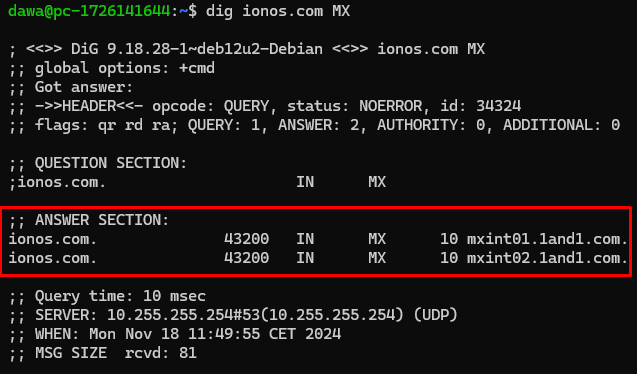 dawa@pc-1726141644:~$ dig ionos.com MX
; <<>> DiG 9.18.28-1~deb12u2-Debian <<>> ionos.com MX
;; global options: +cmd
;; Got answer:
;; ->>HEADER<<- opcode: QUERY, status: NOERROR, id: 34324
;; flags: qr rd ra; QUERY: 1, ANSWER: 2, AUTHORITY: 0, ADDITIONAL: 0
;; QUESTION SECTION:
;ionos.com. IN MX
;; ANSWER SECTION:
ionos.com. 43200 IN MX 10 mxint01.1and1.com.
ionos.com. 43200 IN MX 10 mxint02.1and1.com.
;; Query time: 10 msec
;; SERVER: 10.255.255.254#53(10.255.255.254) (UDP)
;; WHEN: Mon Nov 18 11:49:55 CET 2024
;; MSG SIZE rcvd: 81